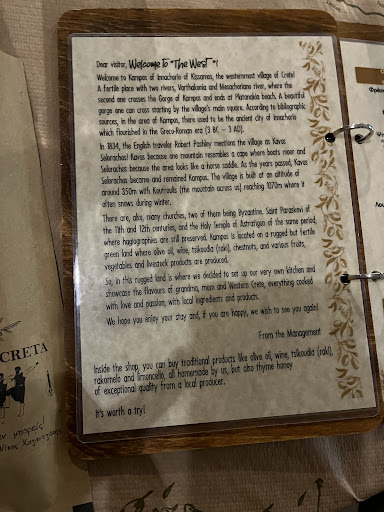 Dear visitor, Welcome to "The West"!
Welcome to Kampos of Inachorio of Kissamos, the westernmost village of Crete!
A fertile place with two rivers, Varthakonia and Messachoriano river, where the
second one crosses the Gorge of Kampos and ends at Platanakia beach. A beautiful
gorge one can cross starting by the village's main square. According to bibliographic
sources, in the area of Kampos, there used to be the ancient city of Inachorio
which flourished in the Greco-Roman era (3 BC – 3 AD).
In 1834, the English traveler Robert Pashley mentions the village as Kavos
Selorachos! Kavos because one mountain resembles a cape where boats moor and
Selorachos because the area looks like a horse saddle. As the years passed, Kavos
Selorachos became and remained Kampos. The village is built at an altitude of
around 350m with Koutroulis (the mountain across us) reaching 1070m where it
often snows during winter.
There are, also, many churches, two of them being Byzantine. Saint Paraskevi of
the 11th and 12th centuries, and the Holy Temple of Astratigon of the same period,
where hagiographies are still preserved. Kampos is located on a rugged but fertile
green land where olive oil, wine, tsikoudia (raki), chestnuts, and various fruits,
vegetables and livestock products are produced.
So, in this rugged land is where we decided to set up our very own kitchen and
showcase the flavours of grandma, mom and Western Crete, everything cooked
with love and passion, with local ingredients and products.
We hope you enjoy your stay and, if you are happy, we wish to see you again!
From the Management
Inside the shop, you can buy traditional products like olive oil, wine, tsikoudia (raki),
rakomelo and limoncello, all homemade by us, but also thyme honey
of exceptional quality from a local producer.
It's worth a try!
CRETA
μπορείς!
Νίκος Καζαντζάκης